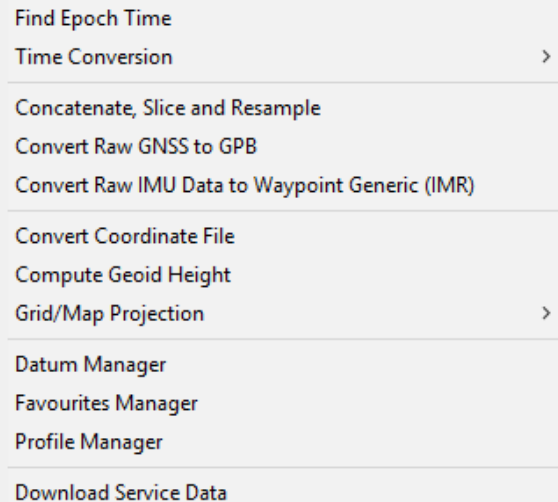 Find Epoch Time
Time Conversion
Concatenate, Slice and Resample
Convert Raw GNSS to GPB
Convert Raw IMU Data to Waypoint Generic (IMR)
Convert Coordinate File
Compute Geoid Height
Grid/Map Projection
Datum Manager
Favourites Manager
Profile Manager
Download Service Data